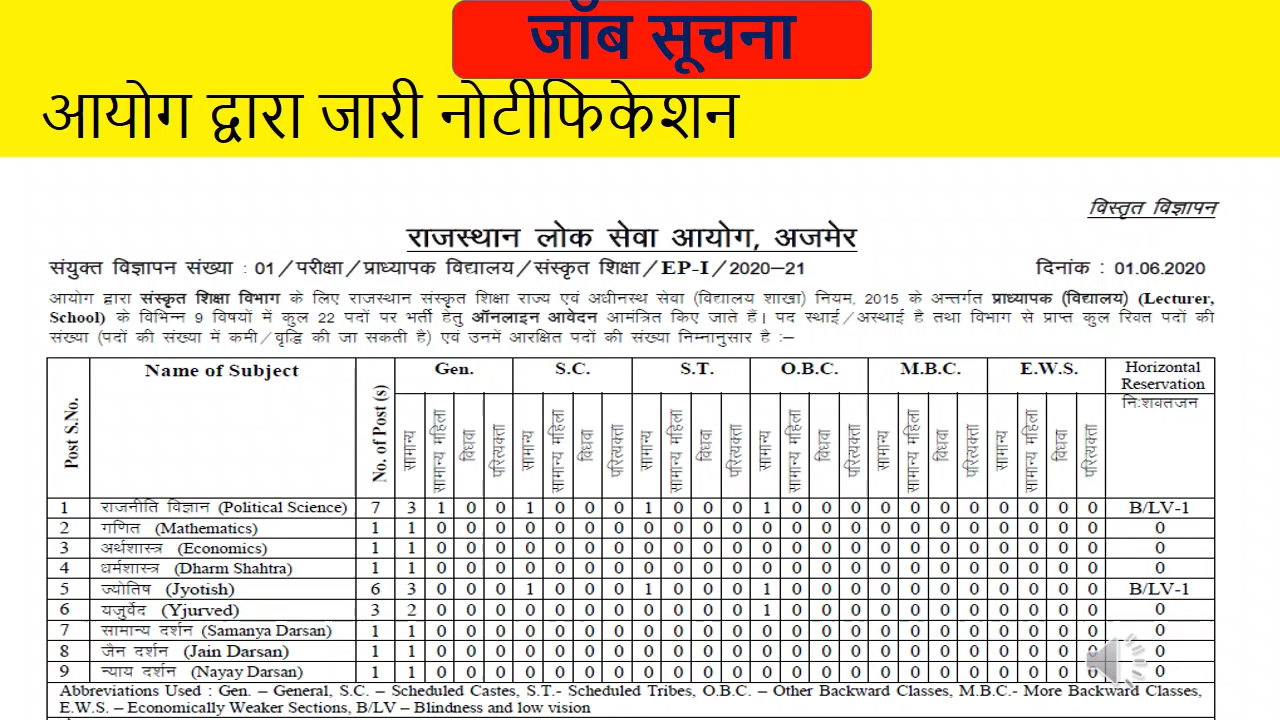 जॉब सूचना
आयोग द्वारा जारी नोटीफिकेशन
विस्तृत विज्ञापन
राजस्थान लोक सेवा आयोग, अजमेर
संयुक्त विज्ञापन संख्या : 01/परीक्षा/प्राध्यापक विद्यालय/संस्कृत शिक्षा/EP-I/2020–21 दिनांक : 01.06.2020
आयोग द्वारा संस्कृत शिक्षा विभाग के लिए राजस्थान संस्कृत शिक्षा राज्य एवं अधीनस्थ सेवा (विद्यालय शाखा) नियम, 2015 के अन्तर्गत प्राध्यापक (विद्यालय) (Lecturer,
School) के विभिन्न 9 विषयों में कुल 22 पदों पर भर्ती हेतु ऑनलाइन आवेदन आमंत्रित किए जाते हैं। पद स्थाई/अस्थाई है तथा विभाग से प्राप्त कुल रिक्त पदों की
संख्या (पदों की संख्या में कमी/वृद्धि की जा सकती है) एवं उनमें आरक्षित पदों की संख्या निम्नानुसार है :–
Post S.No. Name of Subject No. of Post (s) Gen. S.C. S.T. O.B.C. M.B.C. E.W.S. Horizontal
Reservation
निःशक्तजन
सामान्य सामान्य महिला विधवा परित्यक्ता सामान्य सामान्य महिला विधवा परित्यक्ता सामान्य सामान्य महिला विधवा परित्यक्ता सामान्य सामान्य महिला विधवा परित्यक्ता सामान्य सामान्य महिला विधवा परित्यक्ता सामान्य सामान्य महिला विधवा परित्यक्ता
1 राजनीति विज्ञान (Political Science) 7 3 1 0 0 1 0 0 0 1 0 0 0 1 0 0 0 0 0 0 0 0 0 0 0 B/LV-1
2 गणित (Mathematics) 1 1 0 0 0 0 0 0 0 0 0 0 0 0 0 0 0 0 0 0 0 0 0 0 0 0
3 अर्थशास्त्र (Economics) 1 1 0 0 0 0 0 0 0 0 0 0 0 0 0 0 0 0 0 0 0 0 0 0 0 0
4 धर्मशास्त्र (Dharm Shahtra) 1 1 0 0 0 0 0 0 0 0 0 0 0 0 0 0 0 0 0 0 0 0 0 0 0 0
5 ज्योतिष (Jyotish) 6 3 0 0 0 1 0 0 0 1 0 0 0 1 0 0 0 0 0 0 0 0 0 0 0 B/LV-1
6 यजुर्वेद (Yjurved) 3 2 0 0 0 0 0 0 0 0 0 0 0 1 0 0 0 0 0 0 0 0 0 0 0 0
7 सामान्य दर्शन (Samanya Darsan) 1 1 0 0 0 0 0 0 0 0 0 0 0 0 0 0 0 0 0 0 0 0 0 0 0 0
8 जैन दर्शन (Jain Darsan) 1 1 0 0 0 0 0 0 0 0 0 0 0 0 0 0 0 0 0 0 0 0 0 0 0 0
9 न्याय दर्शन (Nayay Darsan) 1 1 0 0 0 0 0 0 0 0 0 0 0 0 0 0 0 0 0 0 0 0 0 0 0 0
Abbreviations Used : Gen. – General, S.C. – Scheduled Castes, S.T.- Scheduled Tribes, O.B.C. – Other Backward Classes, M.B.C.- More Backward Classes,
E.W.S. – Economically Weaker Sections, B/LV – Blindness and low vision